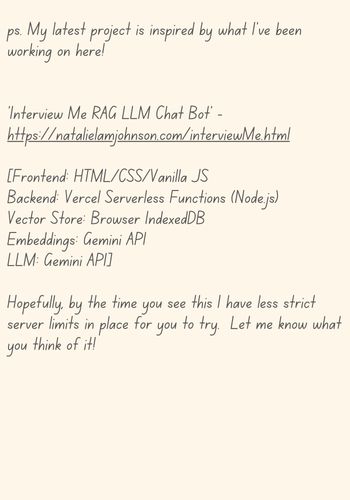 ps. My latest project is inspired by what I've been
working on here!
'Interview Me RAG LLM Chat Bot' -
https://natalielamjohnson.com/interviewMe.html
[Frontend: HTML/CSS/Vanilla JS
Backend: Vercel Serverless Functions (Node.js)
Vector Store: Browser IndexedDB
Embeddings: Gemini API
LLM: Gemini API]
Hopefully, by the time you see this I have less strict
server limits in place for you to try.  Let me know what
you think of it!